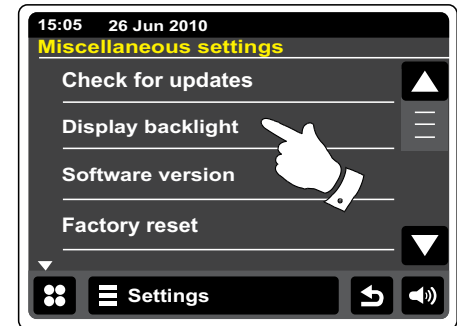 15:05 26 Jun 2010
Miscellaneous settings
Check for updates
Display backlight
Software version
Factory reset
Settings